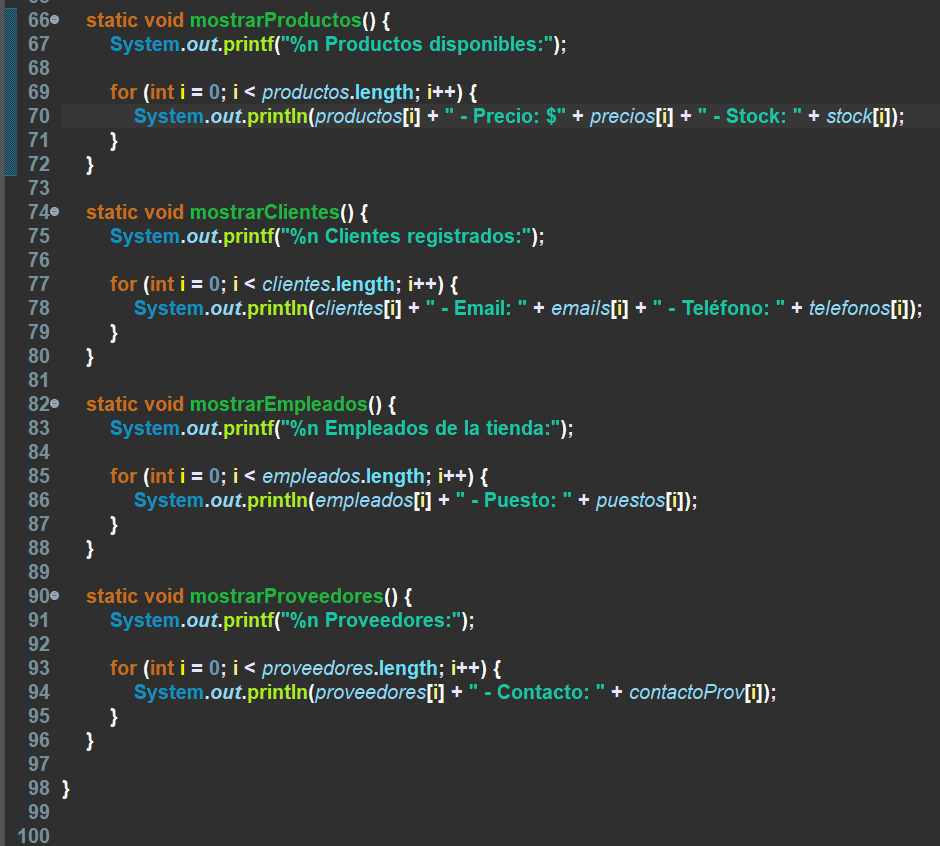 66 static void mostrarProductos() {
67 System.out.printf("%n Productos disponibles:");
68
69 for (int i = 0; i < productos.length; i++) {
70 System.out.println(productos[i] + " - Precio: $" + precios[i] + " - Stock: " + stock[i]);
71 }
72 }
73
74 static void mostrarClientes() {
75 System.out.printf("%n Clientes registrados:");
76
77 for (int i = 0; i < clientes.length; i++) {
78 System.out.println(clientes[i] + " - Email: " + emails[i] + " - Teléfono: " + telefonos[i]);
79 }
80 }
81
82 static void mostrarEmpleados() {
83 System.out.printf("%n Empleados de la tienda:");
84
85 for (int i = 0; i < empleados.length; i++) {
86 System.out.println(empleados[i] + " - Puesto: " + puestos[i]);
87 }
88 }
89
90 static void mostrarProveedores() {
91 System.out.printf("%n Proveedores:");
92
93 for (int i = 0; i < proveedores.length; i++) {
94 System.out.println(proveedores[i] + " - Contacto: " + contactoProv[i]);
95 }
96 }
97
98 }
99
100